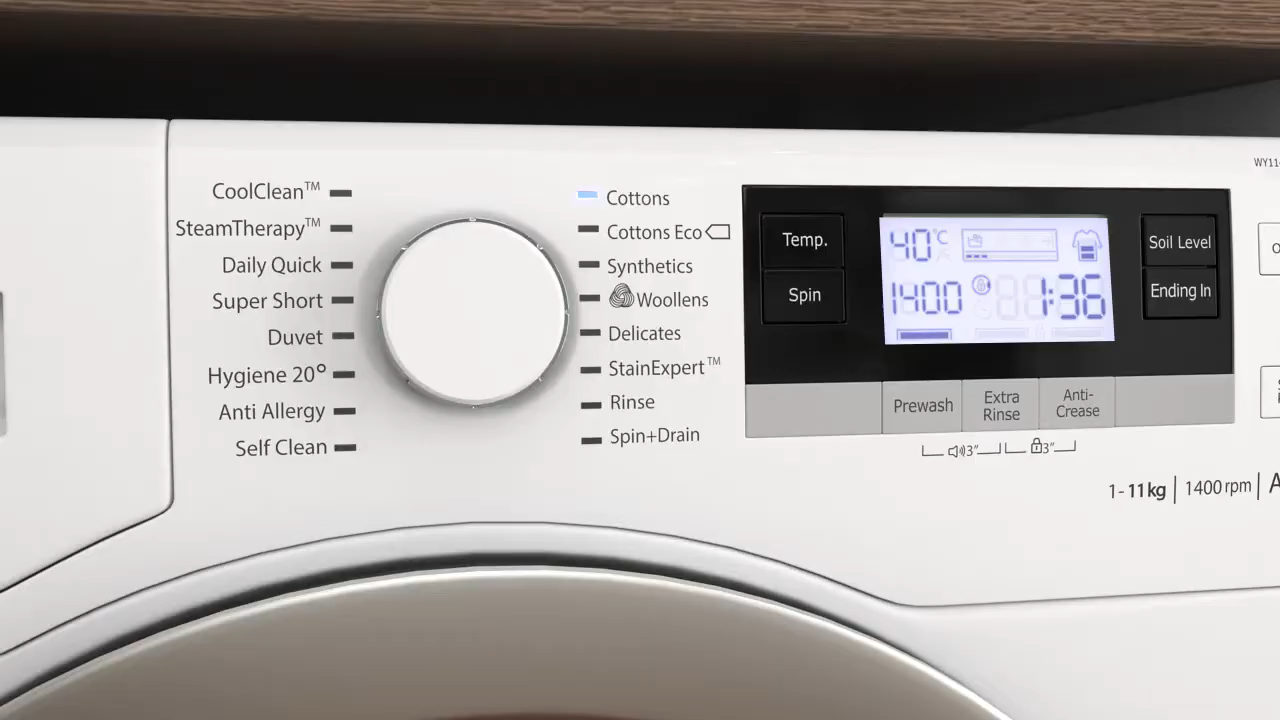 CoolClean™
SteamTherapy™
Daily Quick
Super Short
Duvet
Hygiene 20°
Anti Allergy
Self Clean
Cottons
Cottons Eco
Synthetics
Woollens
Delicates
StainExpert™
Rinse
Spin+Drain
Temp.
Spin
40°C
1400
1:36
Soil Level
Ending In
Prewash
Extra
Rinse
Anti-
Crease
3″
3″
1-11kg | 1400 rpm |